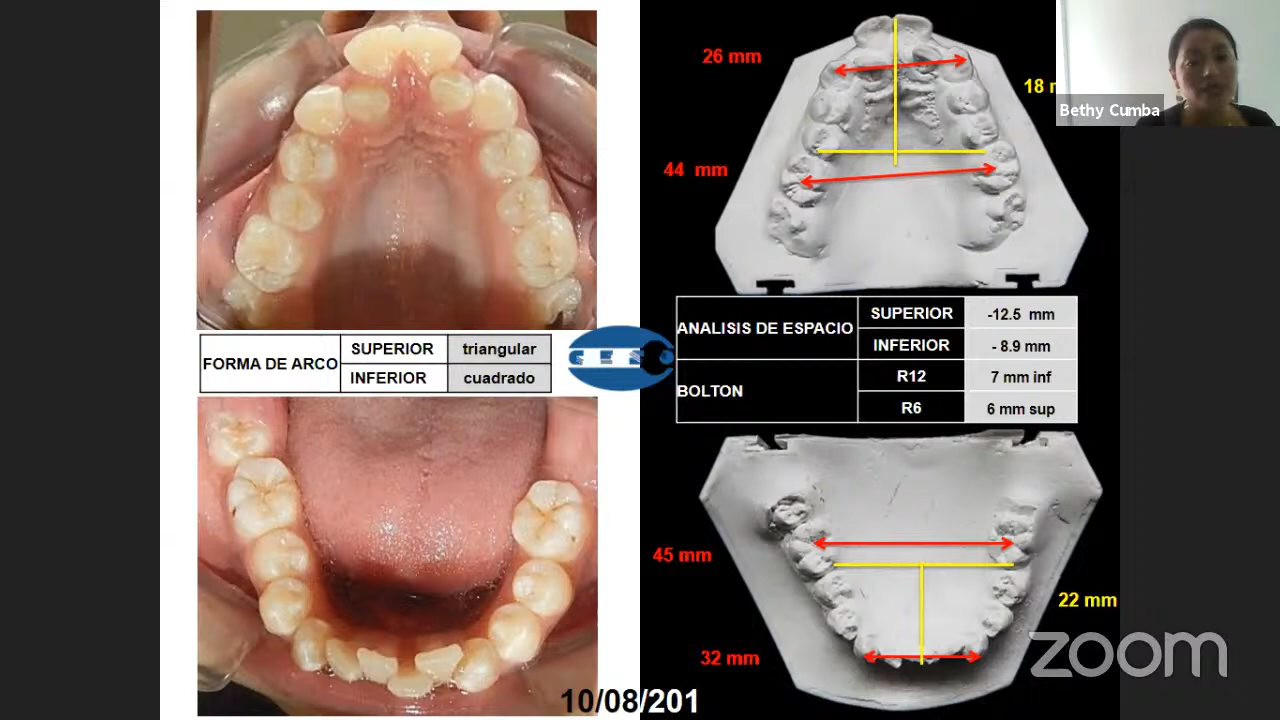 26 mm
18
Bethy Cumba
44 mm
FORMA DE ARCO
SUPERIOR triangular
INFERIOR cuadrado
CESO
ANALISIS DE ESPACIO
SUPERIOR -12.5 mm
INFERIOR - 8.9 mm
BOLTON
R12 7 mm inf
R6 6 mm sup
45 mm
22 mm
32 mm
10/08/201
zoom